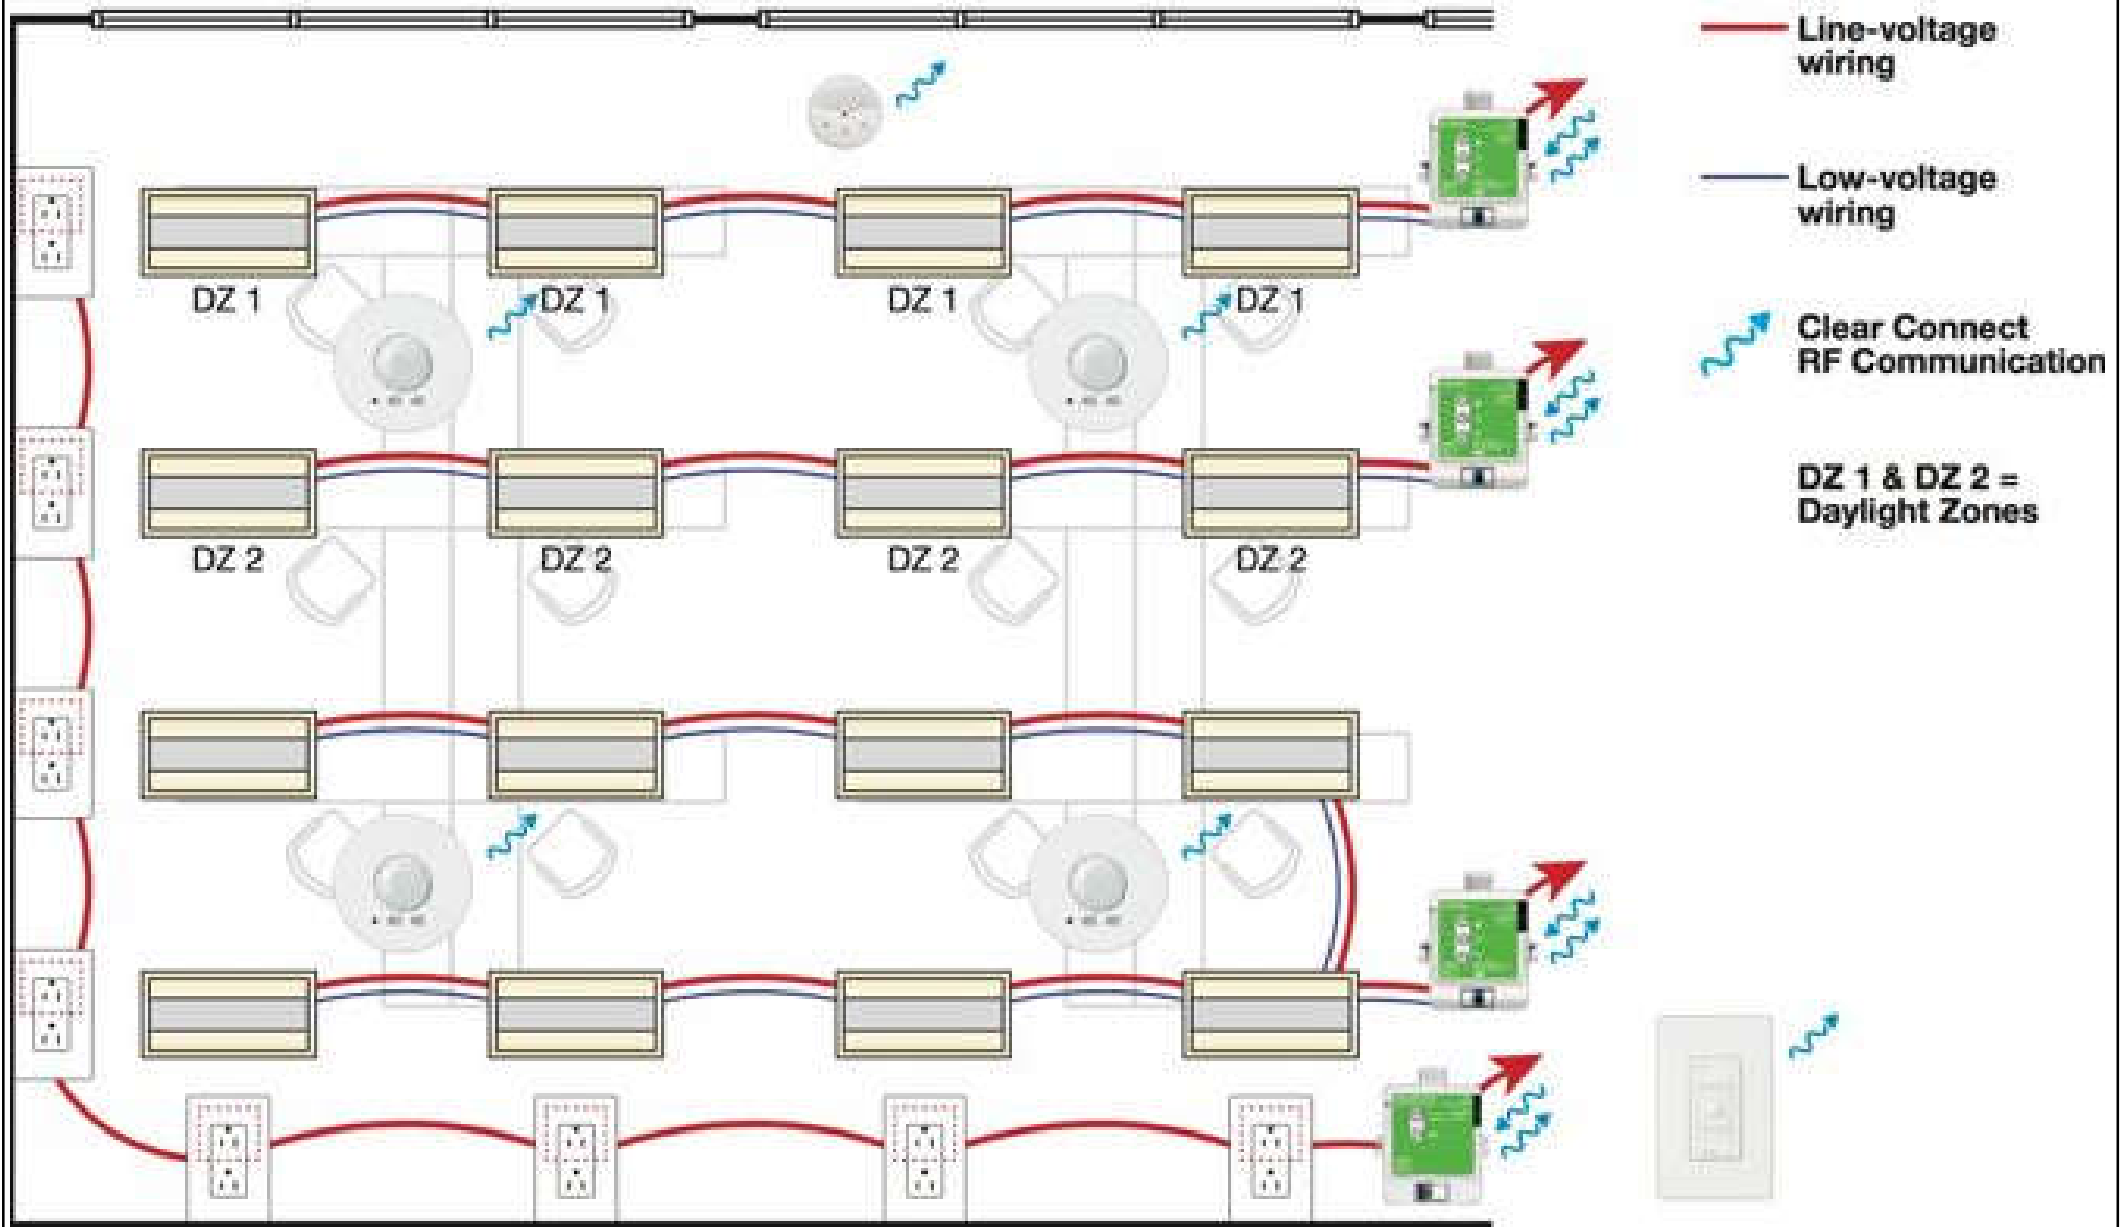 Line-voltage
wiring
Low-voltage
wiring
Clear Connect
RF Communication
DZ 1 & DZ 2 =
Daylight Zones
DZ 1
DZ 1
DZ 1
DZ 1
DZ 2
DZ 2
DZ 2
DZ 2